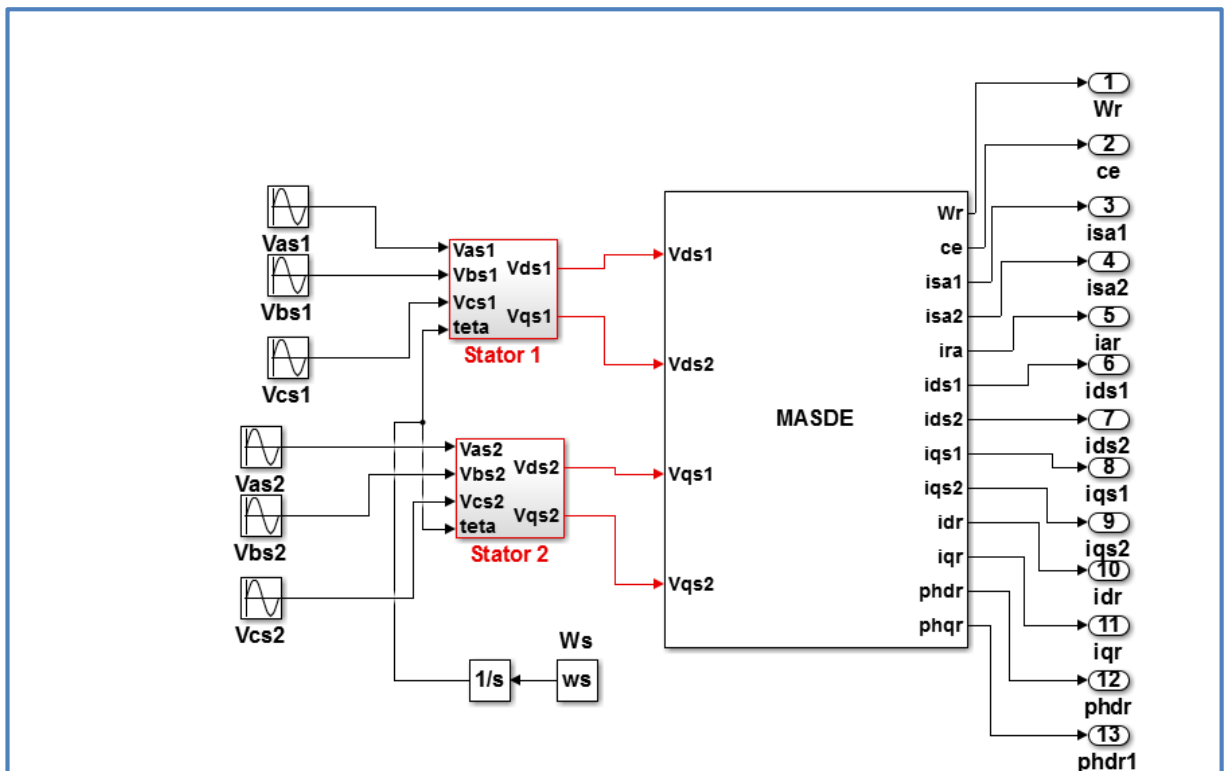 Vas1
Vbs1
Vcs1
Vas2
Vbs2
Vcs2
Vas1
Vbs1
Vcs1
teta
Vds1
Vqs1
Stator 1
Vas2
Vbs2
Vcs2
teta
Vds2
Vqs2
Stator 2
1/s
Ws
ws
Vds1
Vds2
Vqs1
Vqs2
MASDE
Wr
ce
isa1
isa2
ira
ids1
ids2
iqs1
iqs2
idr
iqr
phdr
phqr
1
Wr
2
ce
3
isa1
4
isa2
5
iar
6
ids1
7
ids2
8
iqs1
9
iqs2
10
idr
11
iqr
12
phdr
13
phdr1